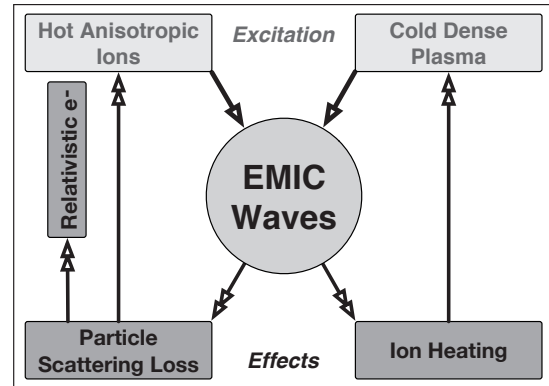 Hot Anisotropic
Ions
Excitation
Cold Dense
Plasma
Relativistic e-
EMIC
Waves
Particle
Scattering Loss
Effects
Ion Heating